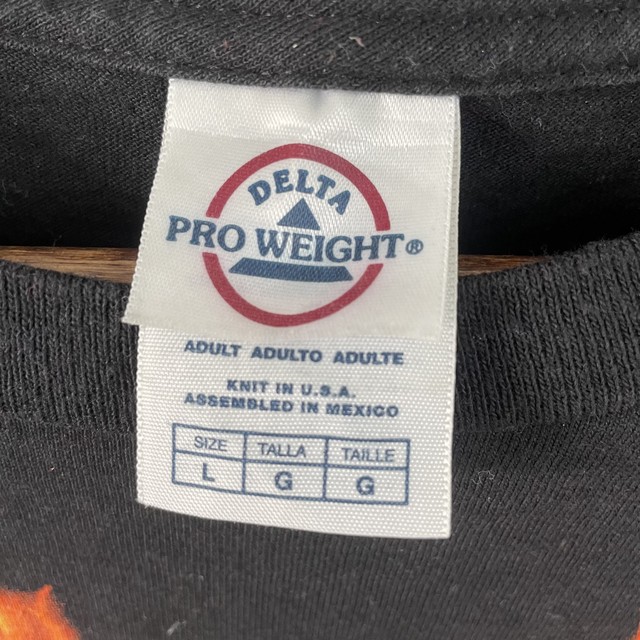 DELTA
PRO WEIGHT®
ADULT ADULTO ADULTE
KNIT IN U.S.A.
ASSEMBLED IN MEXICO
SIZE TALLA TAILLE
L G G